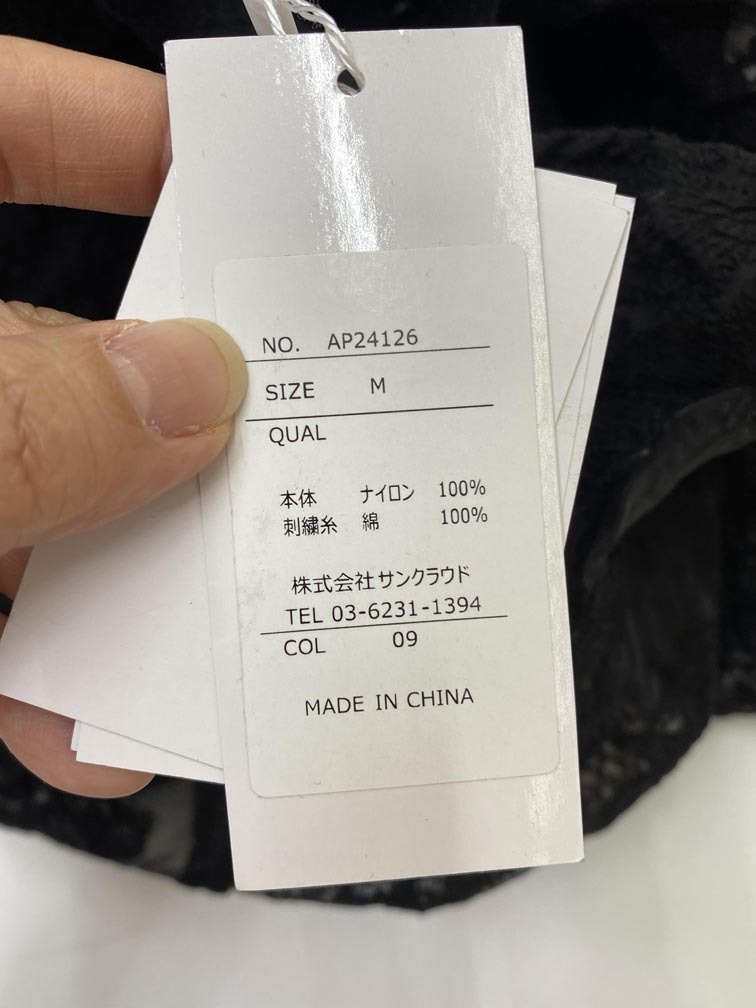 NO. AP24126
SIZE M
QUAL
本体 ナイロン 100%
刺繍糸 綿 100%
株式会社サンクラウド
TEL 03-6231-1394
COL 09
MADE IN CHINA